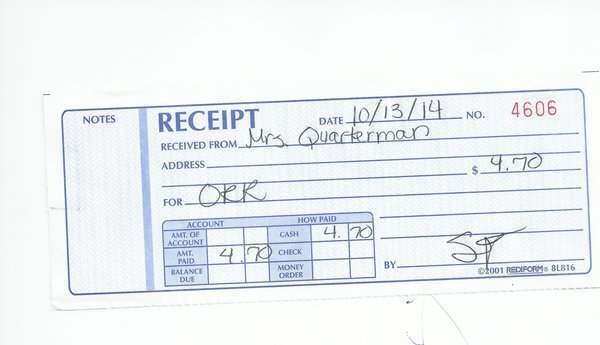 NOTES
RECEIPT DATE 10/13/14 NO. 4606
RECEIVED FROM Mrs. Quarterman
ADDRESS
$ 4.70
FOR ORR
ACCOUNT HOW PAID
AMT. OF ACCOUNT CASH 4.70
AMT. PAID 4.70 CHECK
BALANCE DUE MONEY ORDER
BY
©2001 REDIFORM® 8L816